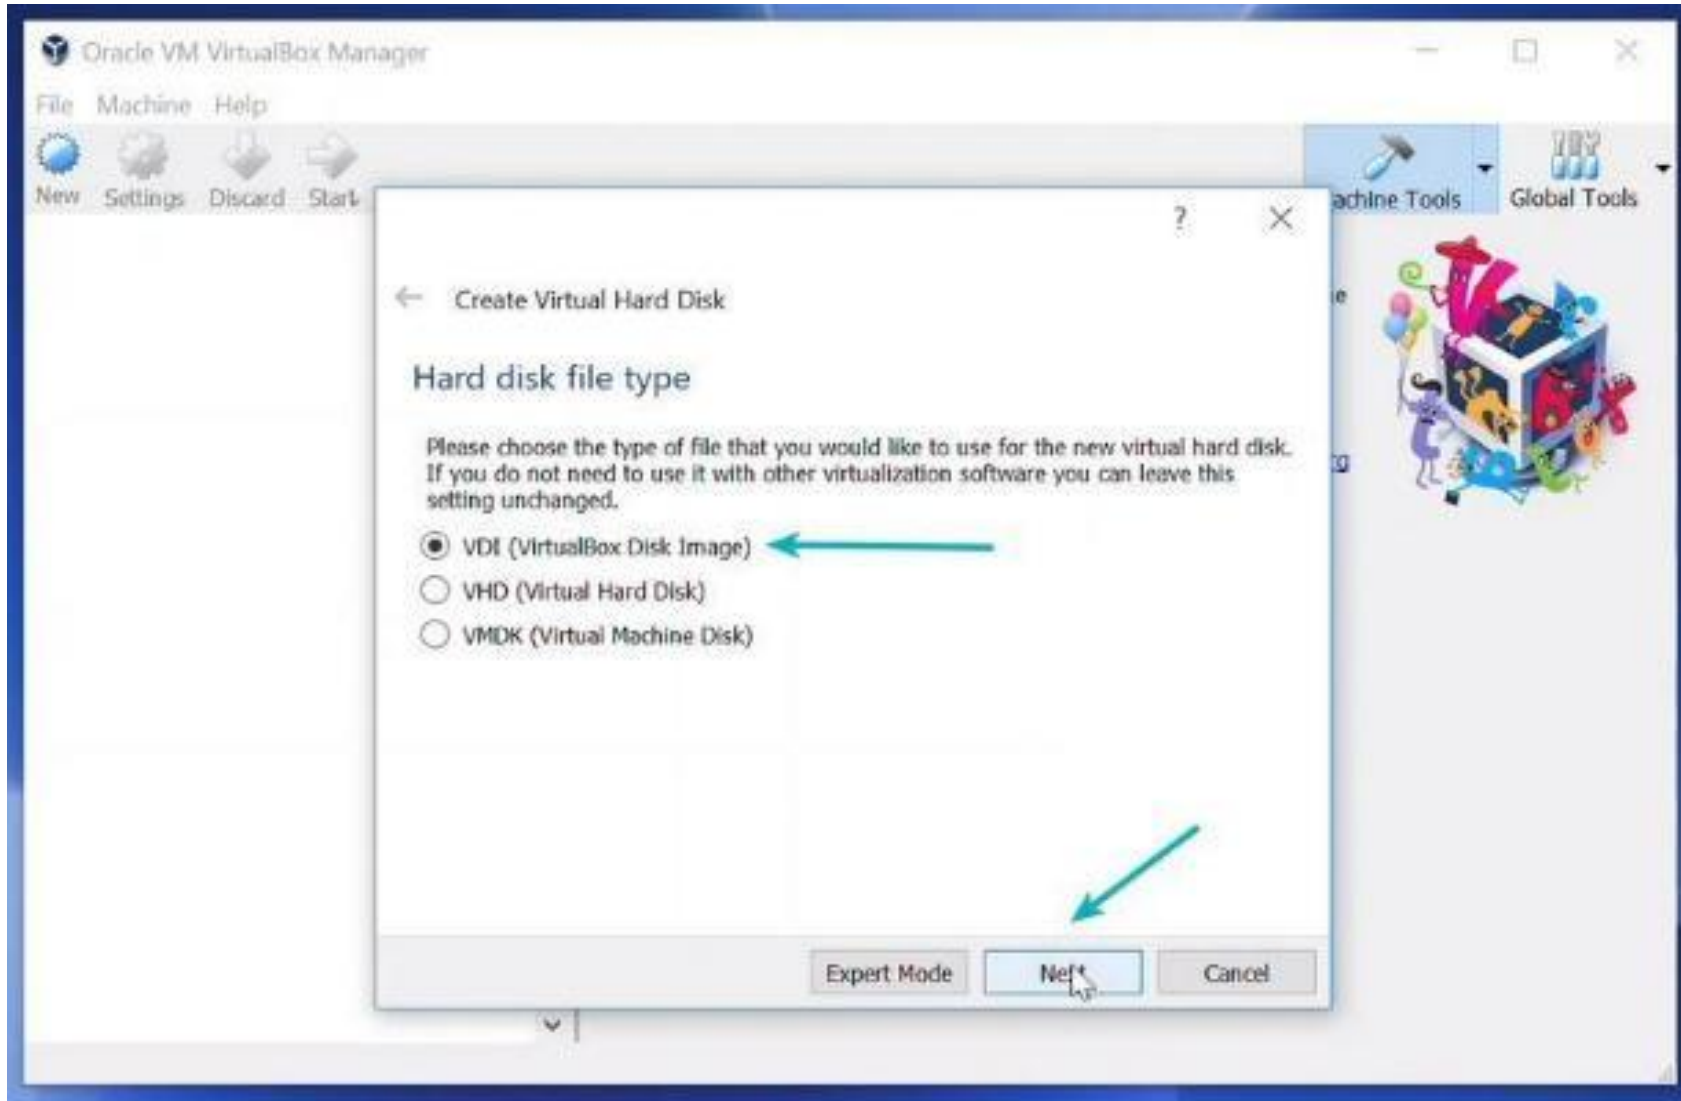 Oracle VM VirtualBox Manager
File Machine Help
New Settings Discard Start
achine Tools
Global Tools
?
Create Virtual Hard Disk
Hard disk file type
Please choose the type of file that you would like to use for the new virtual hard disk.
If you do not need to use it with other virtualization software you can leave this
setting unchanged.
VDI (VirtualBox Disk Image)
VHD (Virtual Hard Disk)
VMDK (Virtual Machine Disk)
Expert Mode
Next
Cancel